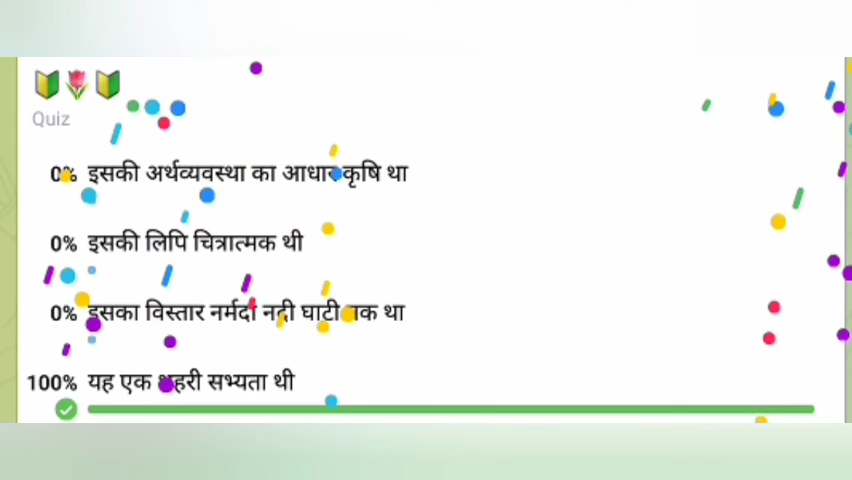 Quiz
0% इसकी अर्थव्यवस्था का आधार कृषि था
0% इसकी लिपि चित्रात्मक थी
0% इसका विस्तार नर्मदा नदी घाटी तक था
100% यह एक शहरी सभ्यता थी